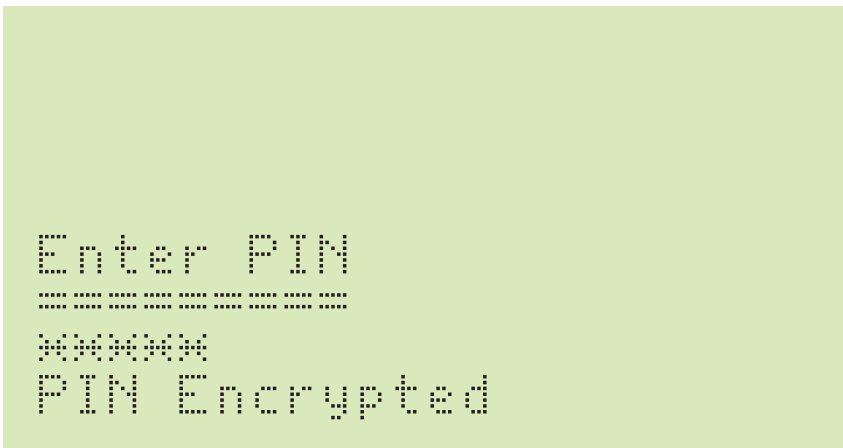 Enter PIN
=========
*****
PIN Encrypted